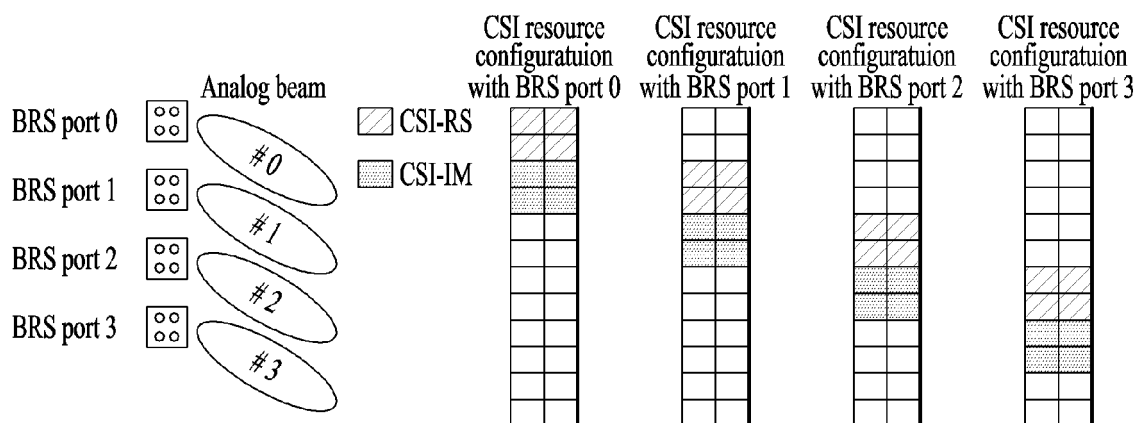 CSI resource
configuratuion
with BRS port 0
CSI resource
configuratuion
with BRS port 1
CSI resource
configuratuion
with BRS port 2
CSI resource
configuratuion
with BRS port 3
Analog beam
BRS port 0
BRS port 1
BRS port 2
BRS port 3
#0
#1
#2
#3
CSI-RS
CSI-IM